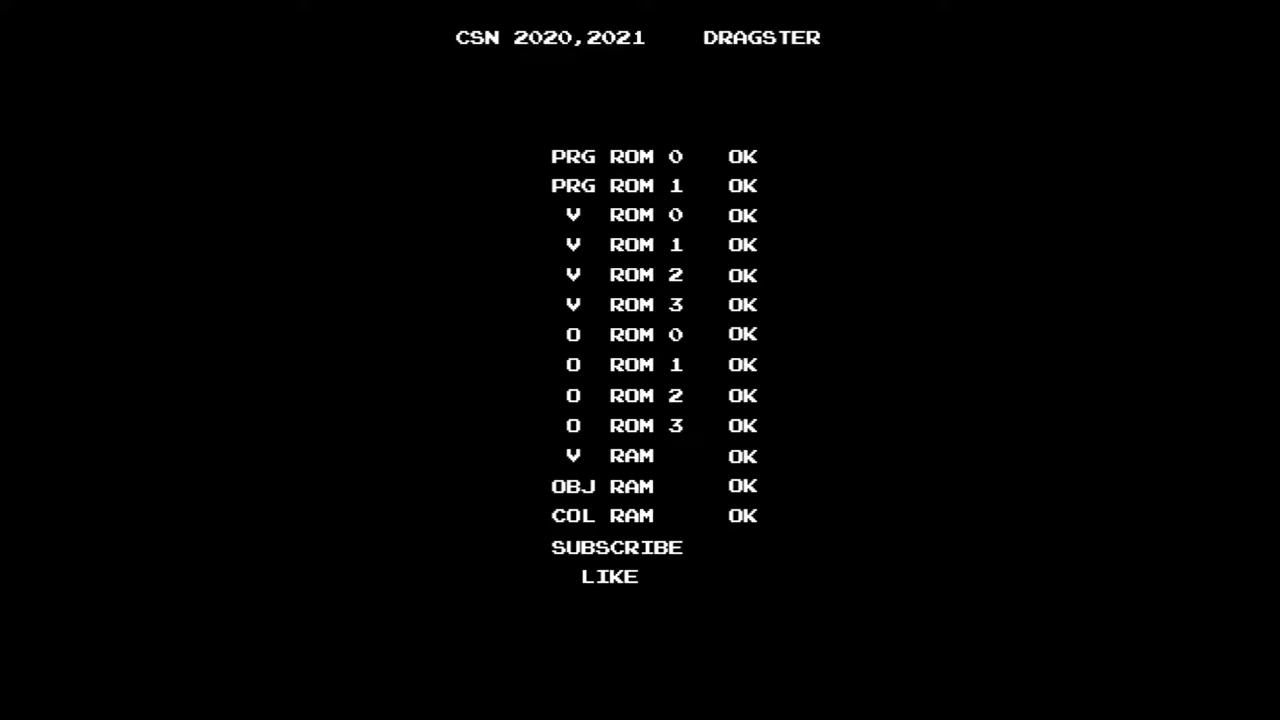 CSN 2020,2021 DRAGSTER
PRG ROM 0 OK
PRG ROM 1 OK
V ROM 0 OK
V ROM 1 OK
V ROM 2 OK
V ROM 3 OK
O ROM 0 OK
O ROM 1 OK
O ROM 2 OK
O ROM 3 OK
V RAM OK
OBJ RAM OK
COL RAM OK
SUBSCRIBE
LIKE